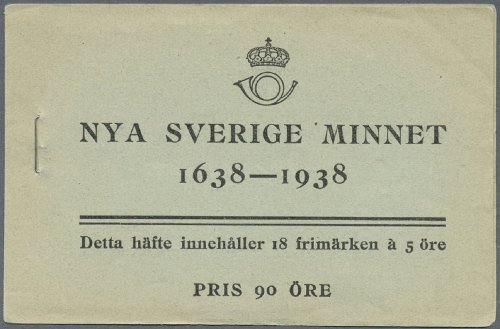 NYA SVERIGE MINNET
1638—1938
Detta häfte innehåller 18 frimärken à 5 öre
PRIS 90 ÖRE